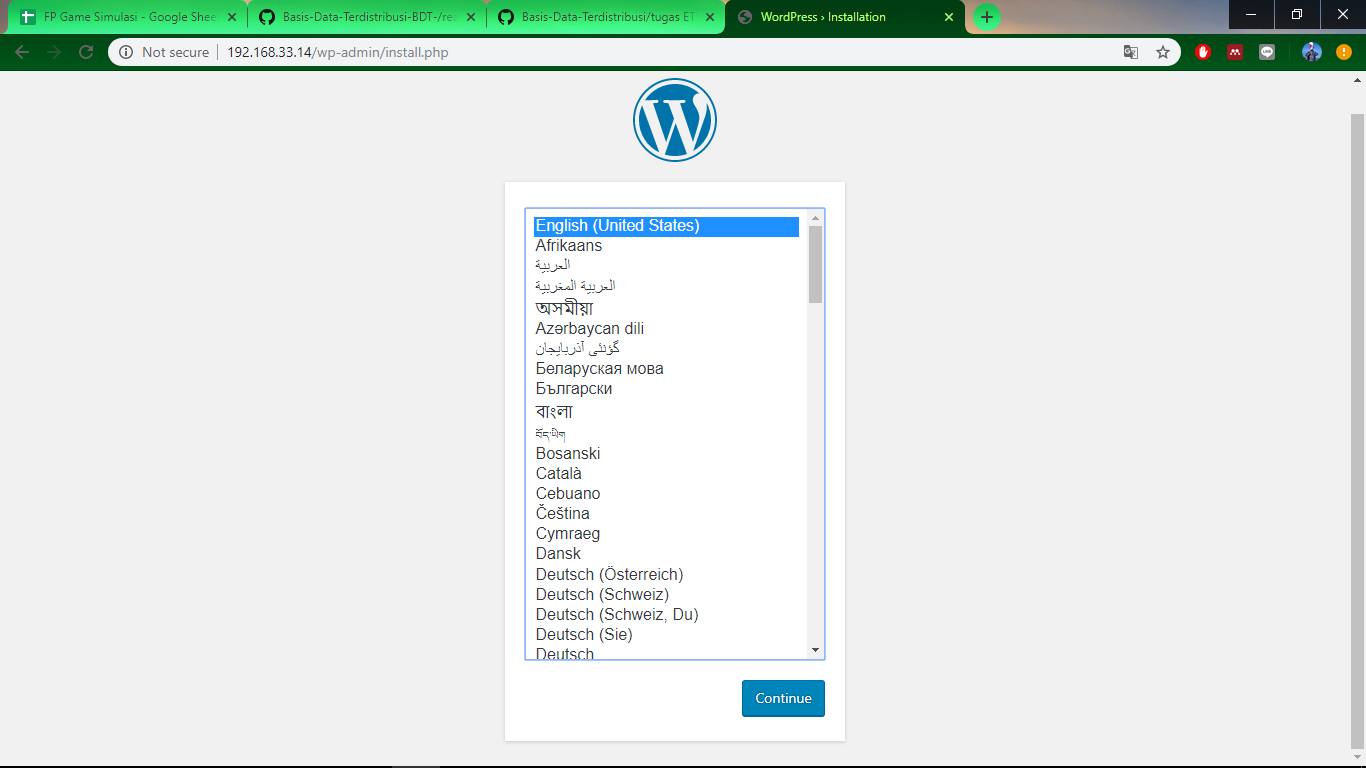 FP Game Simulasi - Google Shee
Basis-Data-Terdistribusi-BDT-/rea
Basis-Data-Terdistribusi/tugas ET
WordPress › Installation
Not secure
192.168.33.14/wp-admin/install.php
English (United States)
Afrikaans
العربية
العربية المغربية
অসমীয়া
Azərbaycan dili
گؤنئی آذربایجان
Беларуская мова
Български
বাংলা
བོད་ཡིག
Bosanski
Català
Cebuano
Čeština
Cymraeg
Dansk
Deutsch (Österreich)
Deutsch (Schweiz)
Deutsch (Schweiz, Du)
Deutsch (Sie)
Deutsch
Continue